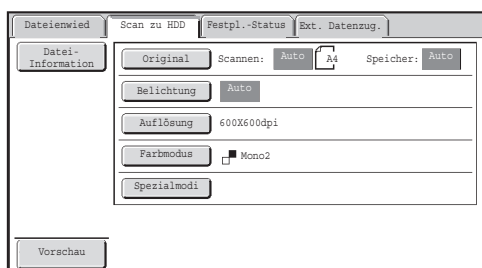 Dateienwied Scan zu HDD Festpl.-Status Ext. Datenzug.
Datei-
Information
Original Scannen: Auto A4 Speicher: Auto
Belichtung Auto
Auflösung 600X600dpi
Farbmodus Mono2
Spezialmodi
Vorschau